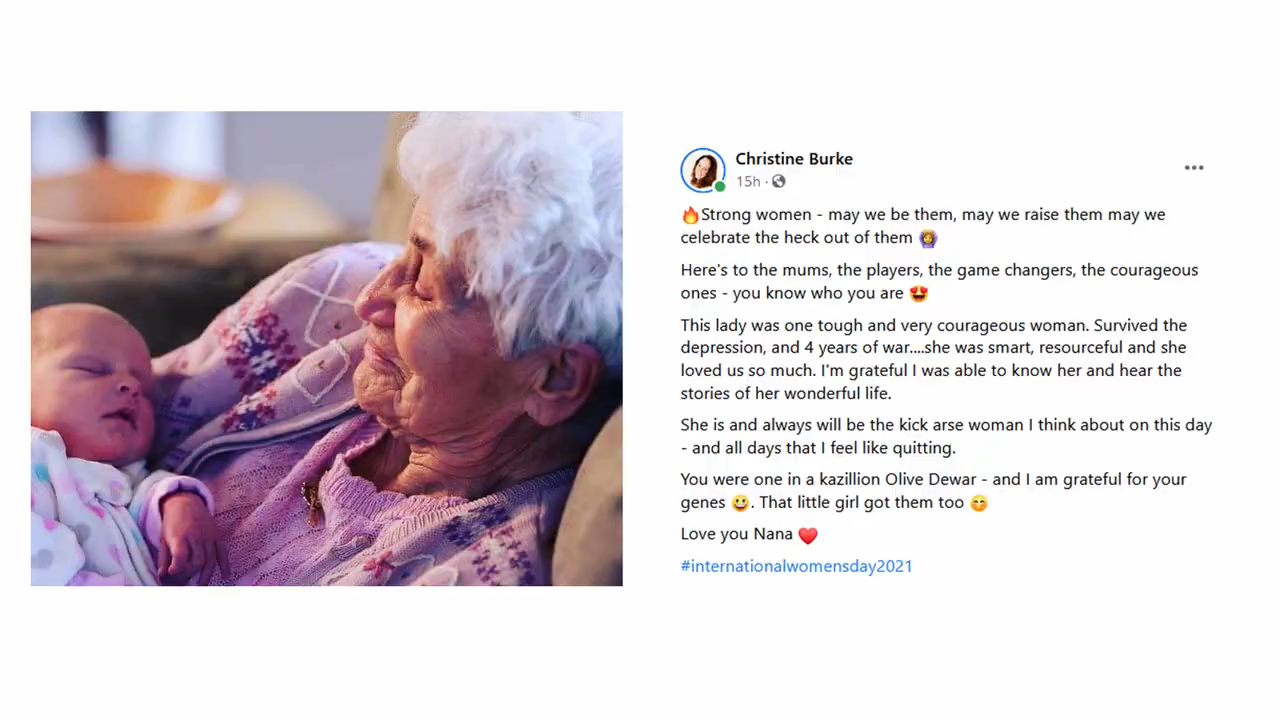 Christine Burke
15h ·
🔥Strong women - may we be them, may we raise them may we
celebrate the heck out of them 🙆‍♀️
Here's to the mums, the players, the game changers, the courageous
ones - you know who you are 😍
This lady was one tough and very courageous woman. Survived the
depression, and 4 years of war....she was smart, resourceful and she
loved us so much. I'm grateful I was able to know her and hear the
stories of her wonderful life.
She is and always will be the kick arse woman I think about on this day
- and all days that I feel like quitting.
You were one in a kazillion Olive Dewar - and I am grateful for your
genes 😀. That little girl got them too 😊
Love you Nana ❤️
#internationalwomensday2021